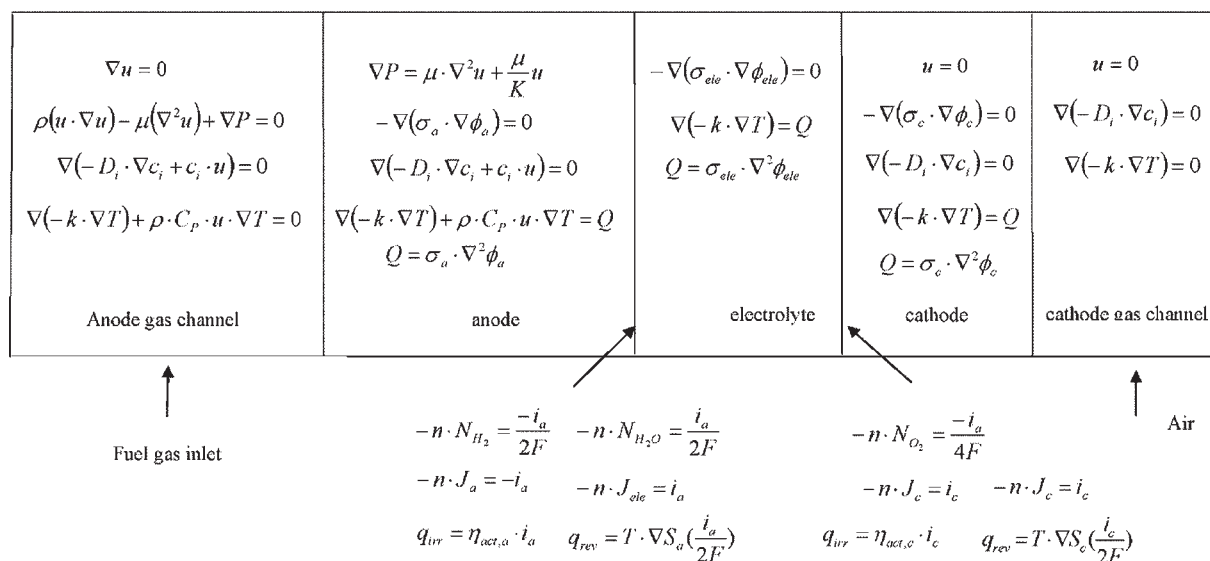 ∇u = 0
ρ(u·∇u) − μ(∇²u) + ∇P = 0
∇(−D_i·∇c_i + c_i·u) = 0
∇(−k·∇T) + ρ·C_P·u·∇T = 0
Anode gas channel
∇P = μ·∇²u + μ/K u
−∇(σ_a·∇ϕ_a) = 0
∇(−D_i·∇c_i + c_i·u) = 0
∇(−k·∇T) + ρ·C_P·u·∇T = Q
Q = σ_a·∇²ϕ_a
anode
−∇(σ_ele·∇ϕ_ele) = 0
∇(−k·∇T) = Q
Q = σ_ele·∇²ϕ_ele
electrolyte
u = 0
−∇(σ_c·∇ϕ_c) = 0
∇(−D_i·∇c_i) = 0
∇(−k·∇T) = Q
Q = σ_c·∇²ϕ_c
cathode
u = 0
∇(−D_i·∇c_i) = 0
∇(−k·∇T) = 0
cathode gas channel
Fuel gas inlet
−n·N_H₂ = −i_a/2F −n·N_H₂O = i_a/2F
−n·J_a = −i_a −n·J_ele = i_a
q_irr = η_act,a·i_a q_rev = T·∇S_a(i_a/2F)
−n·N_O₂ = −i_a/4F
−n·J_c = i_c −n·J_c = i_c
q_irr = η_act,c·i_c q_rev = T·∇S_c(i_c/2F)
Air